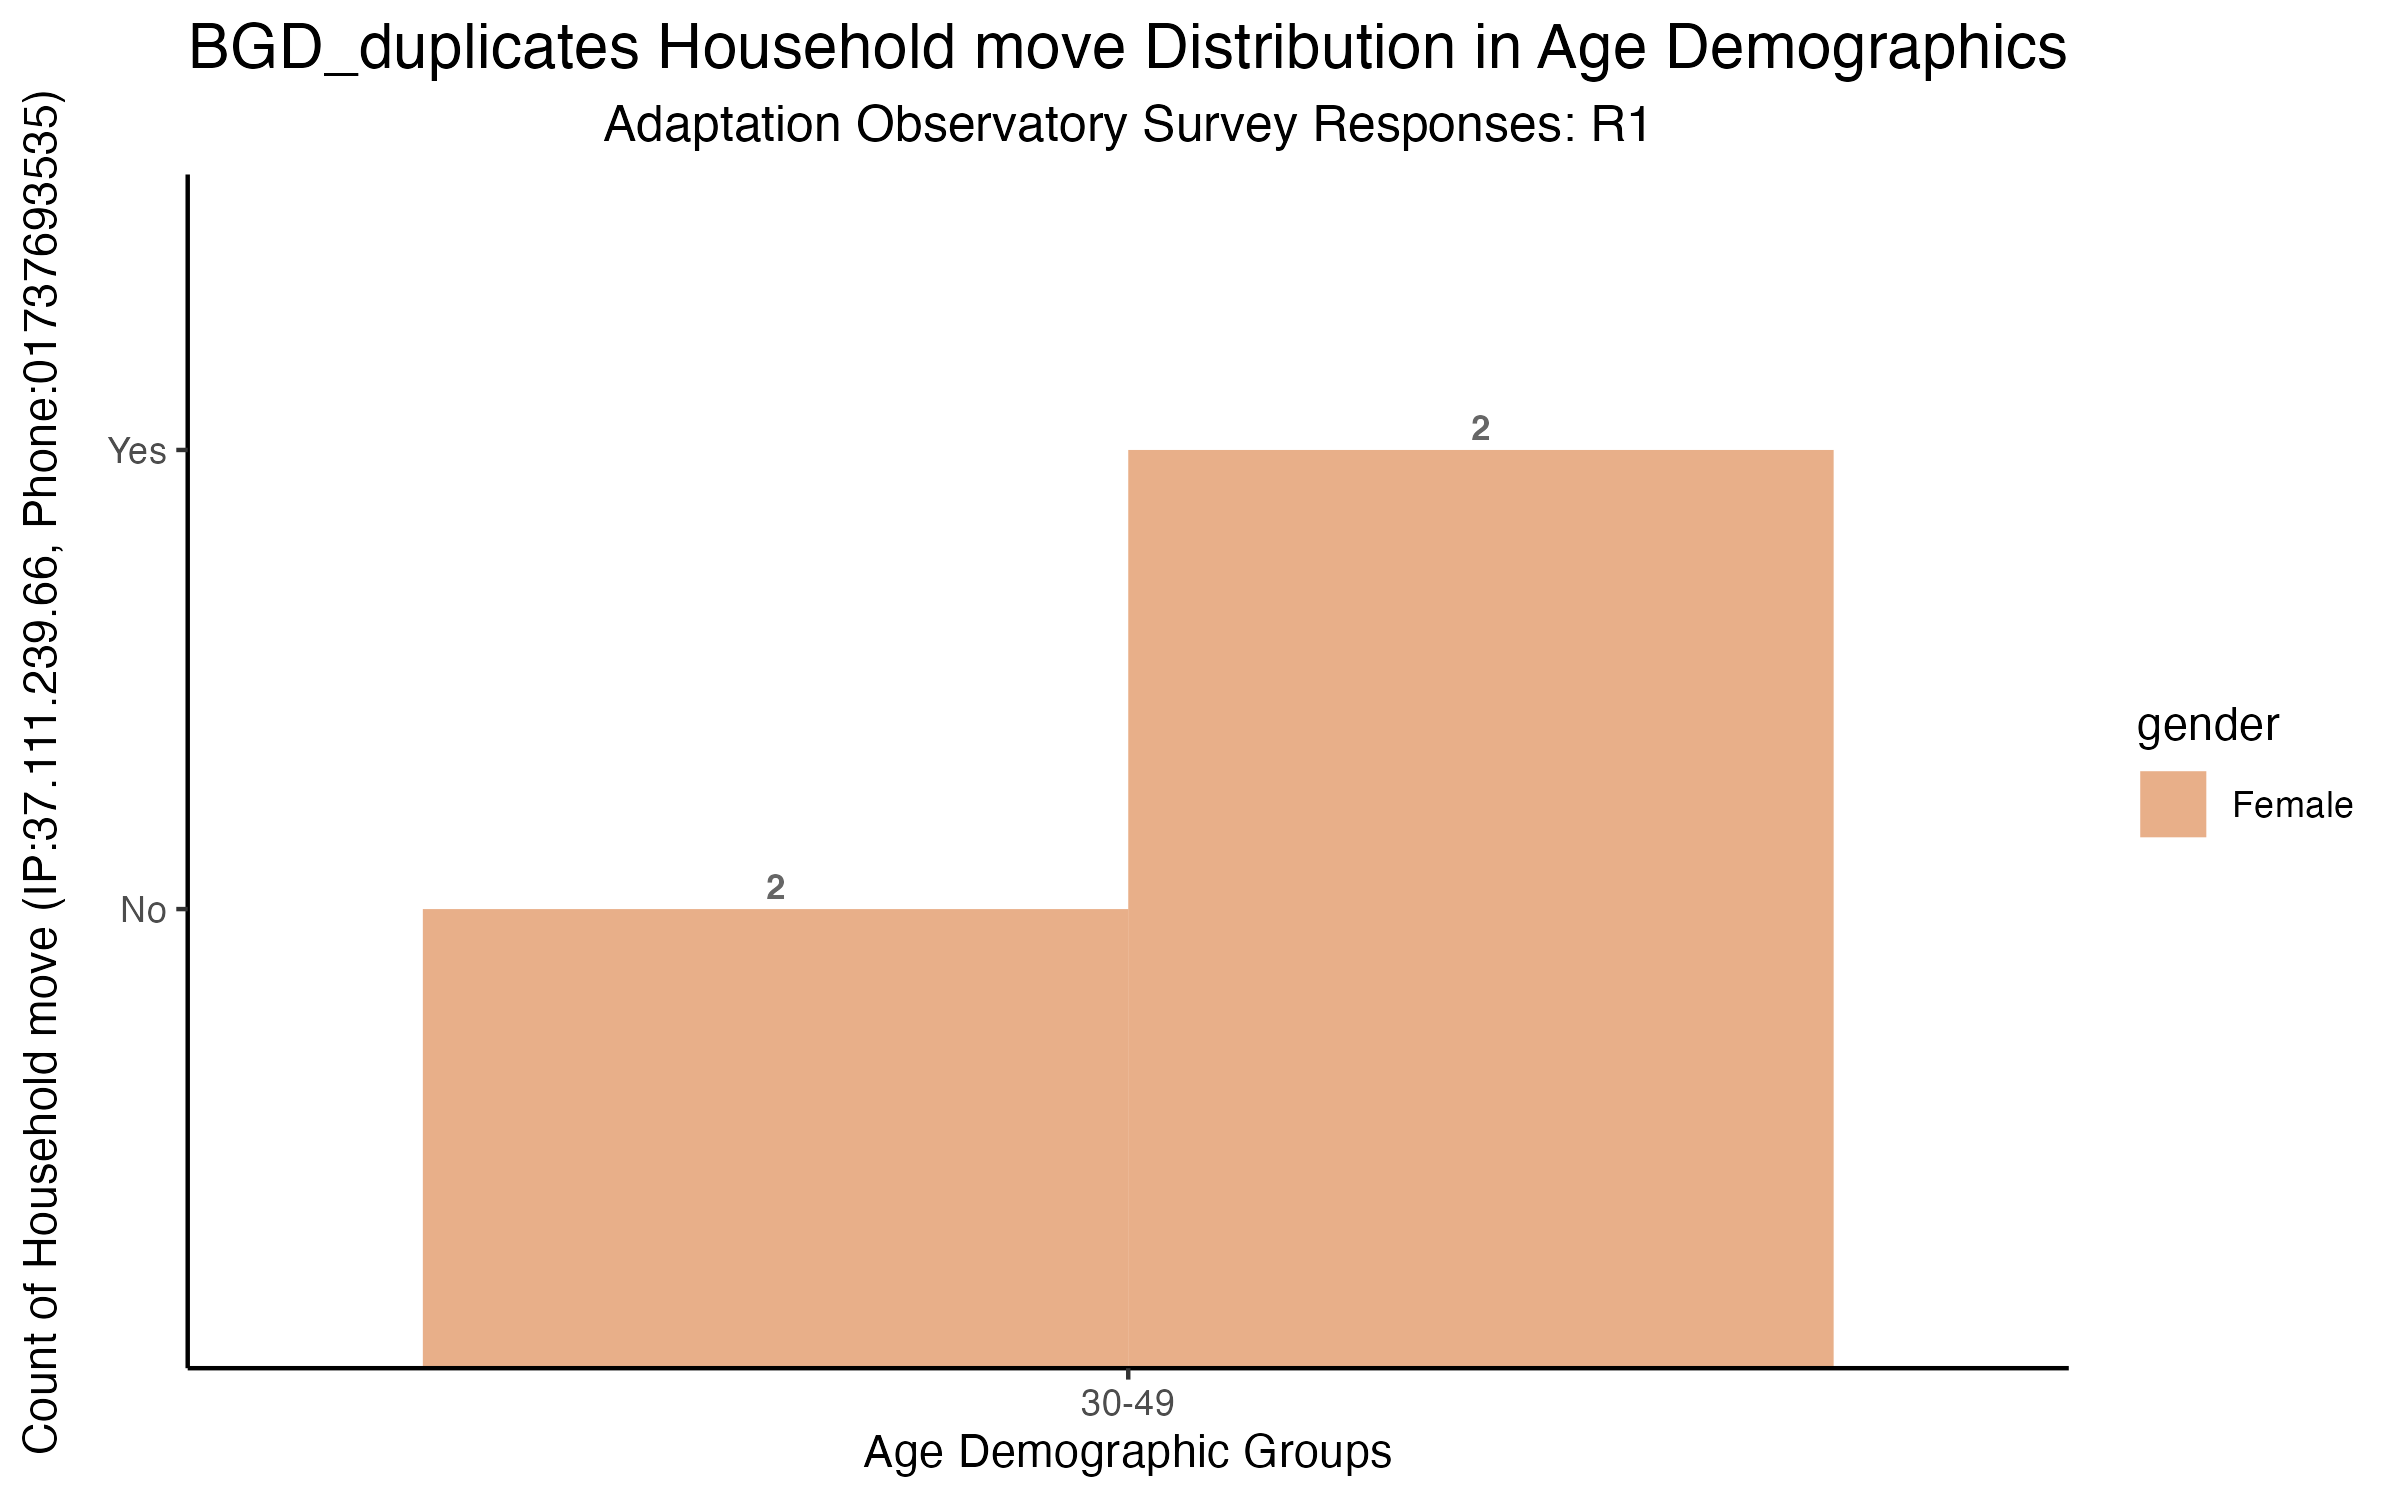 BGD_duplicates Household move Distribution in Age Demographics
Adaptation Observatory Survey Responses: R1
Count of Household move (IP:37.111.239.66, Phone:01737693535)
Yes
No
2
2
30-49
Age Demographic Groups
gender
Female